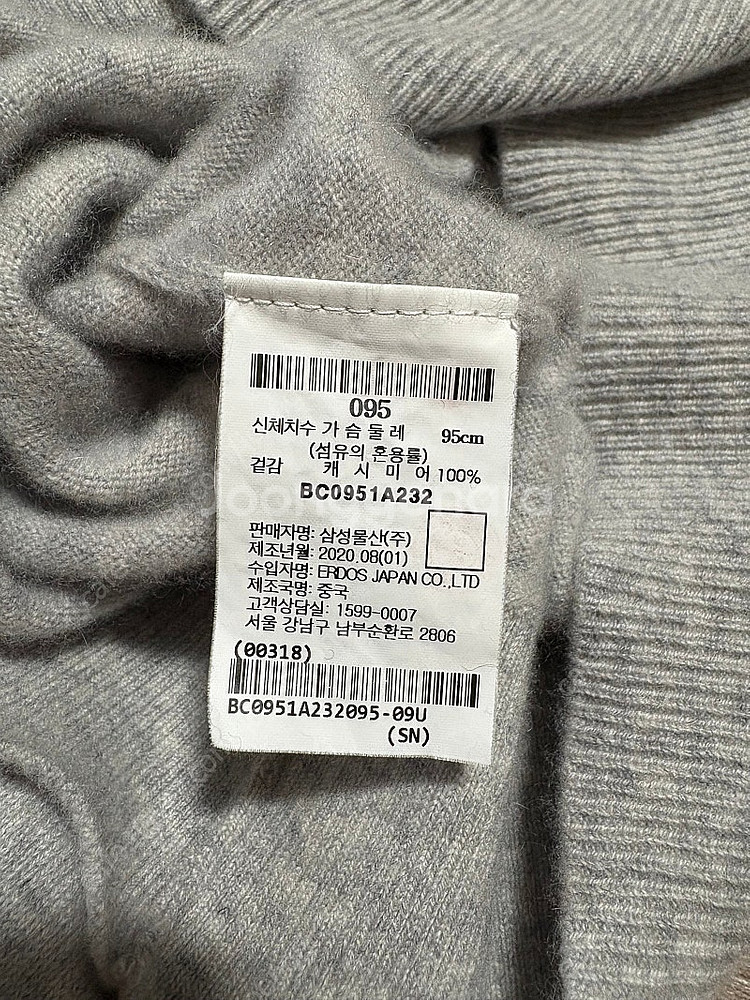 095
신체치수 가 슴 둘 레 95cm
(섬유의 혼용률)
겉감 캐 시 미 어 100%
BC0951A232
판매자명: 삼성물산(주)
제조년월: 2020.08(01)
수입자명: ERDOS JAPAN CO.,LTD
제조국명: 중국
고객상담실: 1599-0007
서울 강남구 남부순환로 2806
(00318)
BC0951A232095-09U
(SN)